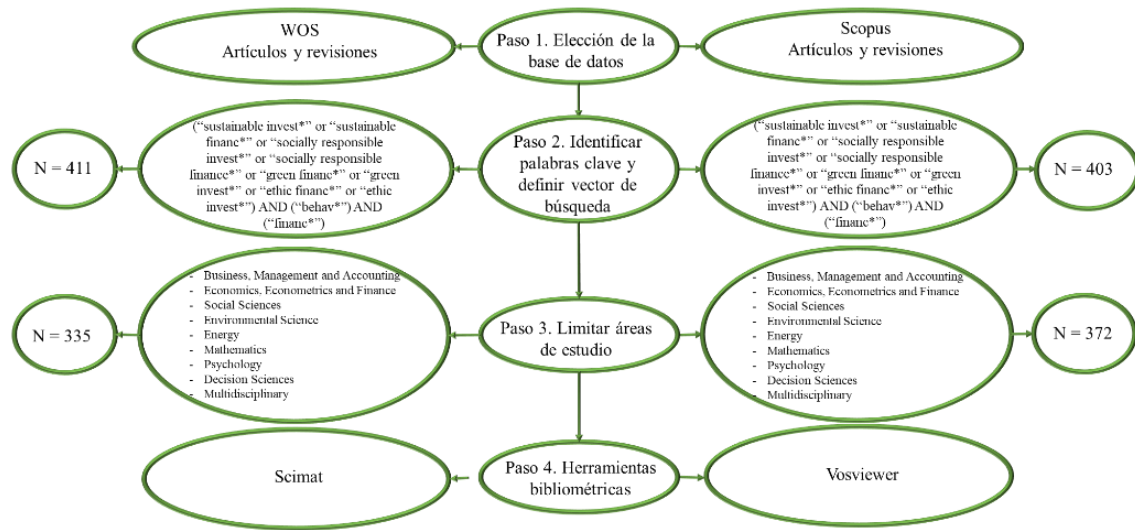 WOS
Artículos y revisiones
Paso 1. Elección de la
base de datos
Scopus
Artículos y revisiones
N = 411
(“sustainable invest*” or “sustainable
financ*” or “socially responsible
invest*” or “socially responsible
finance*” or “green financ*” or “green
invest*” or “ethic financ*” or “ethic
invest*”) AND (“behav*”) AND
(“financ*”)
Paso 2. Identificar
palabras clave y
definir vector de
búsqueda
(“sustainable invest*” or “sustainable
financ*” or “socially responsible
invest*” or “socially responsible
finance*” or “green financ*” or “green
invest*” or “ethic financ*” or “ethic
invest*”) AND (“behav*”) AND
(“financ*”)
N = 403
N = 335
- Business, Management and Accounting
- Economics, Econometrics and Finance
- Social Sciences
- Environmental Science
- Energy
- Mathematics
- Psychology
- Decision Sciences
- Multidisciplinary
Paso 3. Limitar áreas
de estudio
- Business, Management and Accounting
- Economics, Econometrics and Finance
- Social Sciences
- Environmental Science
- Energy
- Mathematics
- Psychology
- Decision Sciences
- Multidisciplinary
N = 372
Scimat
Paso 4. Herramientas
bibliométricas
Vosviewer